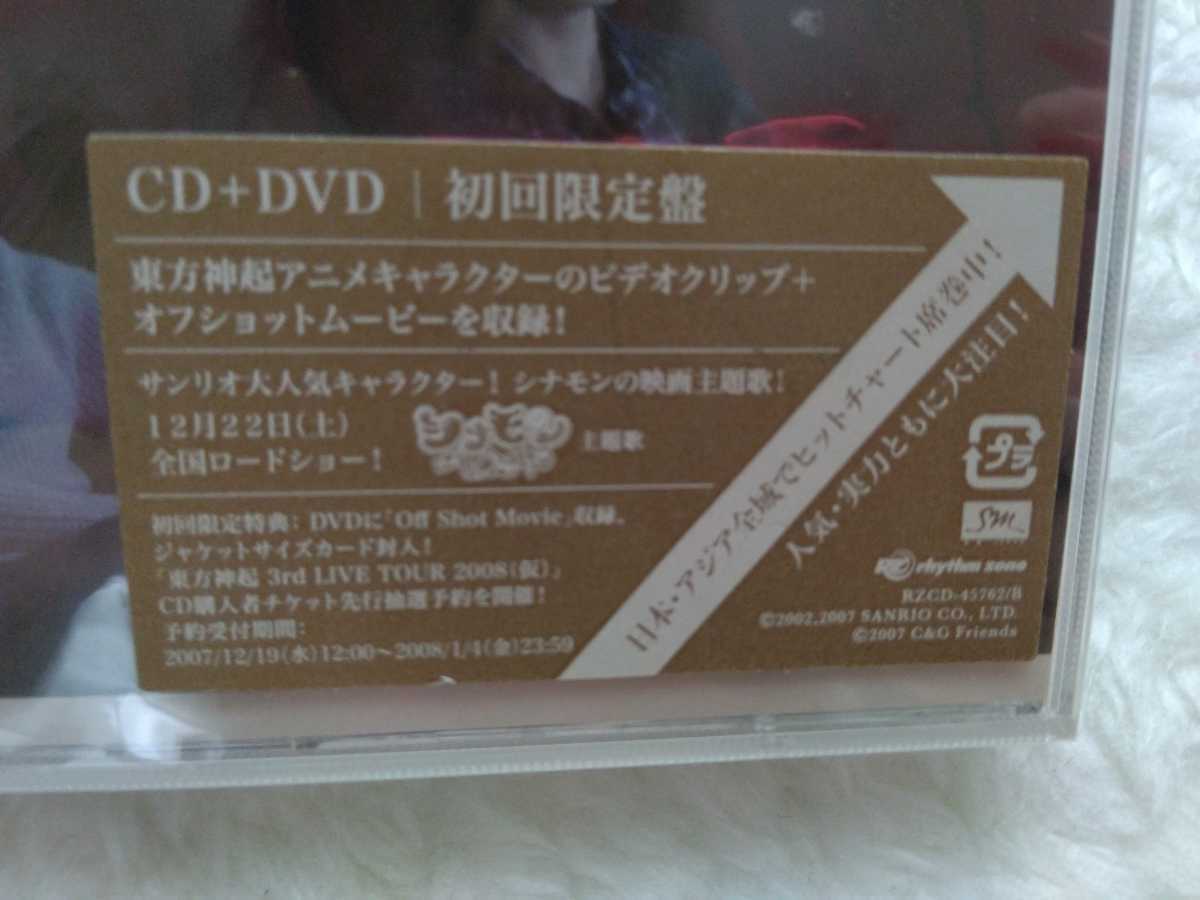 CD+DVD | 初回限定盤
東方神起アニメキャラクターのビデオクリップ+
オフショットムービーを収録!
サンリオ大人気キャラクター! シナモンの映画主題歌!
12月22日(土)
全国ロードショー!
シナモン
主題歌
初回限定特典: DVDに「Off Shot Movie」収録。
ジャケットサイズカード封入!
「東方神起 3rd LIVE TOUR 2008(仮)」
CD購入者チケット先行抽選予約を開催!
予約受付期間:
2007/12/19(水)12:00〜2008/1/4(金)23:59
日本・アジア全域でヒットチャート席巻中!
人気・実力ともに大注目!
プラ
SM
rhythm zone
RZCD-45762/B
©2002,2007 SANRIO CO., LTD.
©2007 C&G Friends